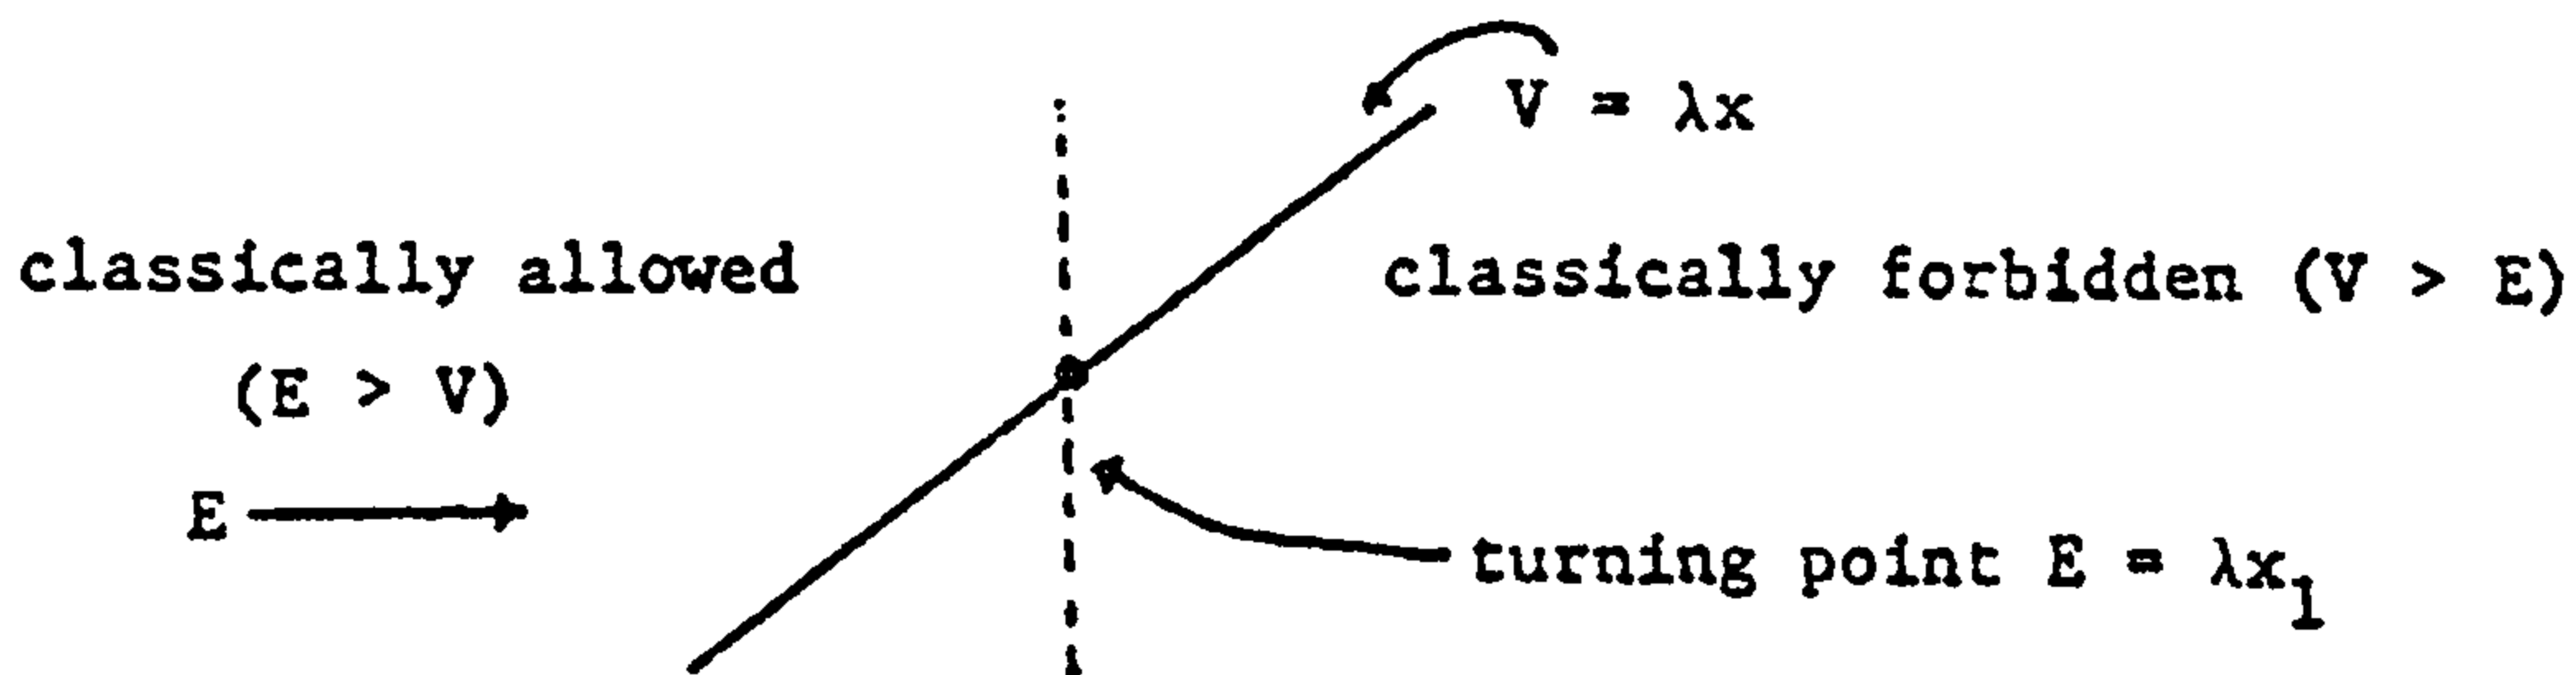 V = λx
classically allowed
classically forbidden (V > E)
(E > V)
E
turning point E = λx₁